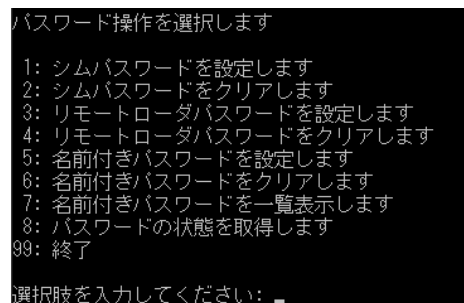 パスワード操作を選択します
1: シムパスワードを設定します
2: シムパスワードをクリアします
3: リモートローダパスワードを設定します
4: リモートローダパスワードをクリアします
5: 名前付きパスワードを設定します
6: 名前付きパスワードをクリアします
7: 名前付きパスワードを一覧表示します
8: パスワードの状態を取得します
99: 終了
選択肢を入力してください: _